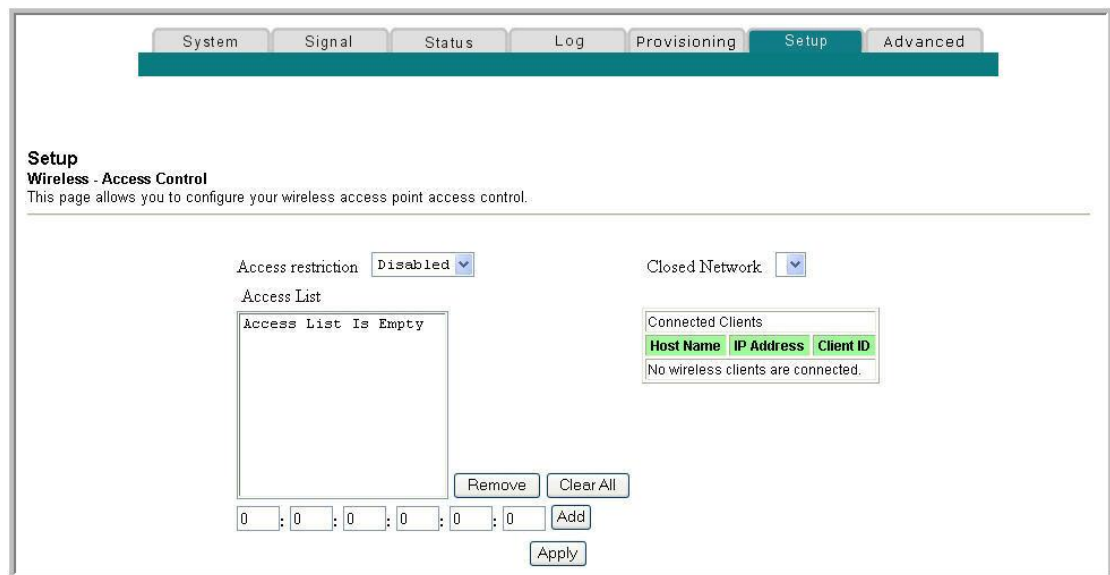 System Signal Status Log Provisioning Setup Advanced
Setup
Wireless - Access Control
This page allows you to configure your wireless access point access control.
Access restriction Disabled Closed Network
Access List
Access List Is Empty
Connected Clients
Host Name IP Address Client ID
No wireless clients are connected.
Remove Clear All
0 : 0 : 0 : 0 : 0 : 0 Add
Apply